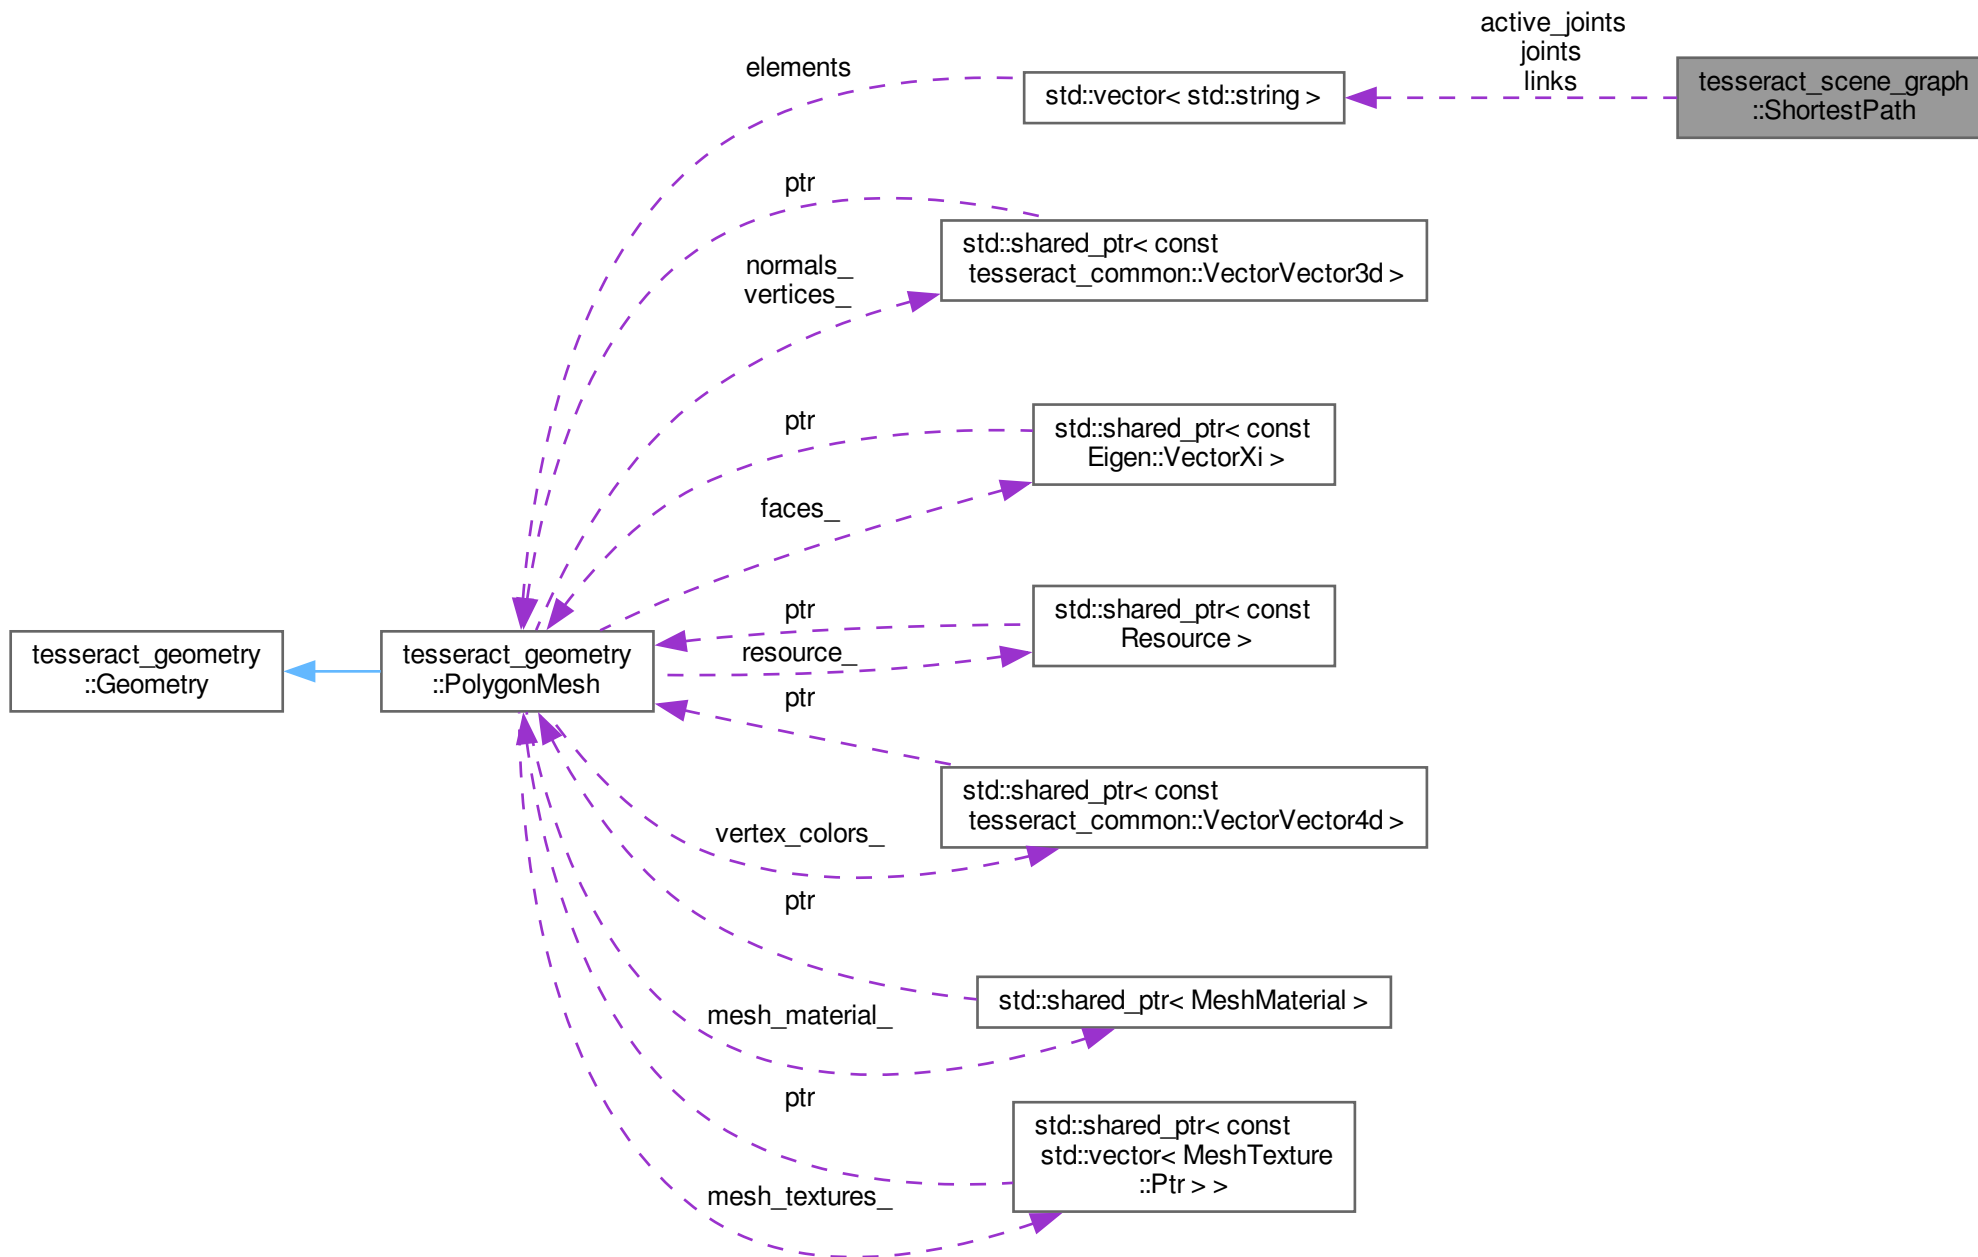 active_joints
joints
links
tesseract_scene_graph
::ShortestPath
elements
std::vector< std::string >
ptr
std::shared_ptr< const
tesseract_common::VectorVector3d >
normals_
vertices_
ptr
std::shared_ptr< const
Eigen::VectorXi >
faces_
ptr
std::shared_ptr< const
Resource >
resource_
tesseract_geometry
::Geometry
tesseract_geometry
::PolygonMesh
ptr
std::shared_ptr< const
tesseract_common::VectorVector4d >
vertex_colors_
ptr
std::shared_ptr< MeshMaterial >
mesh_material_
ptr
std::shared_ptr< const
std::vector< MeshTexture
::Ptr > >
mesh_textures_